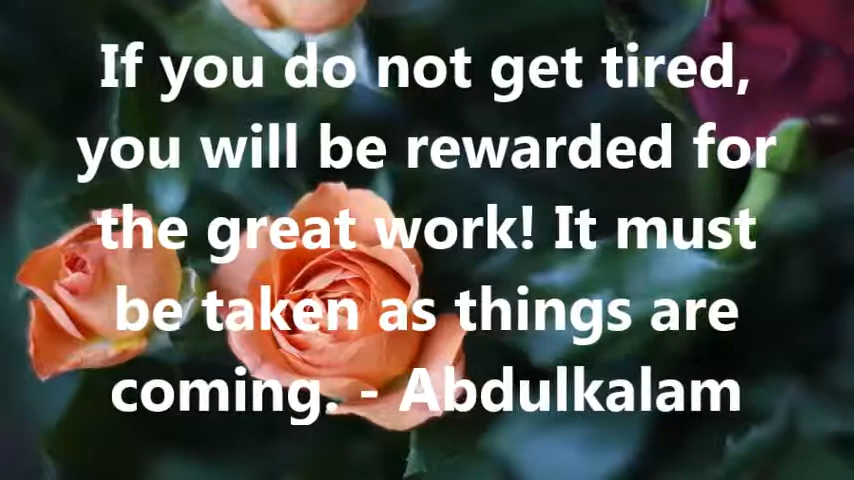 If you do not get tired,
you will be rewarded for
the great work! It must
be taken as things are
coming. - Abdulkalam